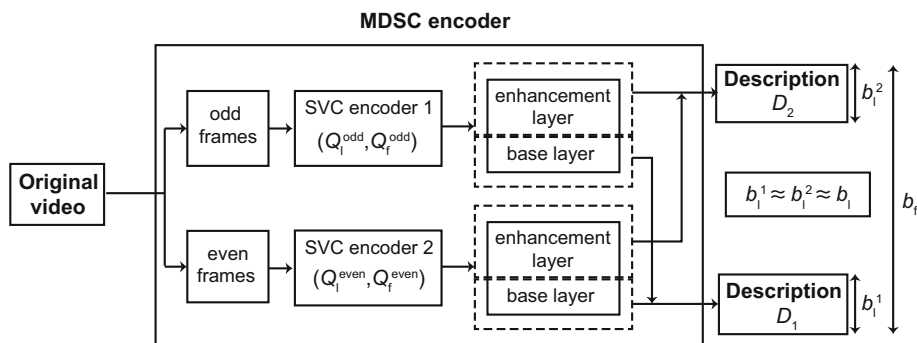 MDSC encoder
Original
video
odd
frames
SVC encoder 1
(Q_l^odd, Q_f^odd)
enhancement
layer
base layer
even
frames
SVC encoder 2
(Q_l^even, Q_f^even)
enhancement
layer
base layer
Description
D_2
b_l^2
b_l^1 ≈ b_l^2 ≈ b_l
b_f
Description
D_1
b_l^1